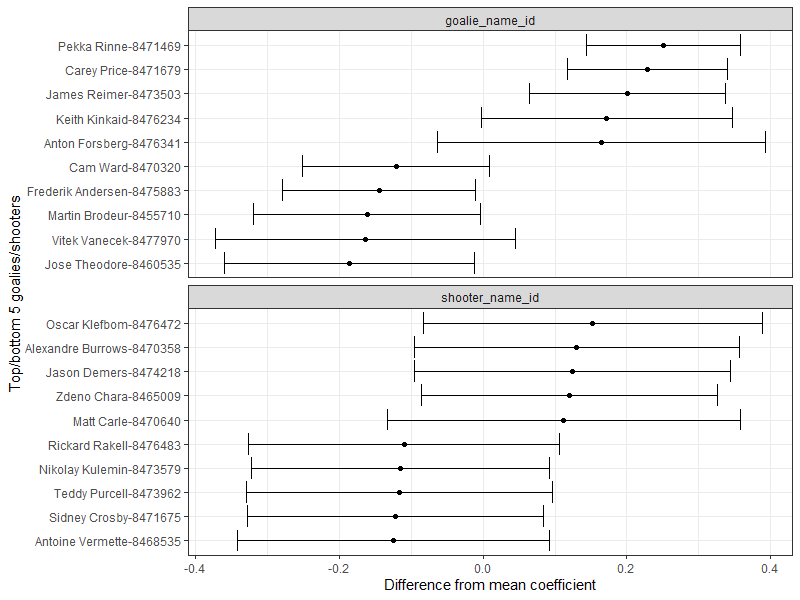 goalie_name_id
Pekka Rinne-8471469
Carey Price-8471679
James Reimer-8473503
Keith Kinkaid-8476234
Anton Forsberg-8476341
Cam Ward-8470320
Frederik Andersen-8475883
Martin Brodeur-8455710
Vitek Vanecek-8477970
Jose Theodore-8460535
shooter_name_id
Oscar Klefbom-8476472
Alexandre Burrows-8470358
Jason Demers-8474218
Zdeno Chara-8465009
Matt Carle-8470640
Rickard Rakell-8476483
Nikolay Kulemin-8473579
Teddy Purcell-8473962
Sidney Crosby-8471675
Antoine Vermette-8468535
-0.4 -0.2 0.0 0.2 0.4
Difference from mean coefficient
Top/bottom 5 goalies/shooters